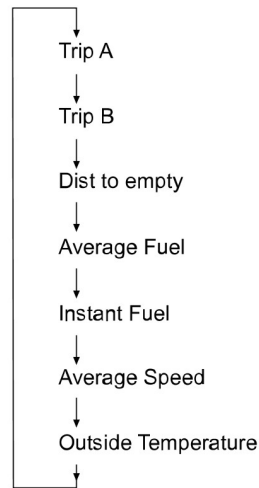 Trip A
Trip B
Dist to empty
Average Fuel
Instant Fuel
Average Speed
Outside Temperature